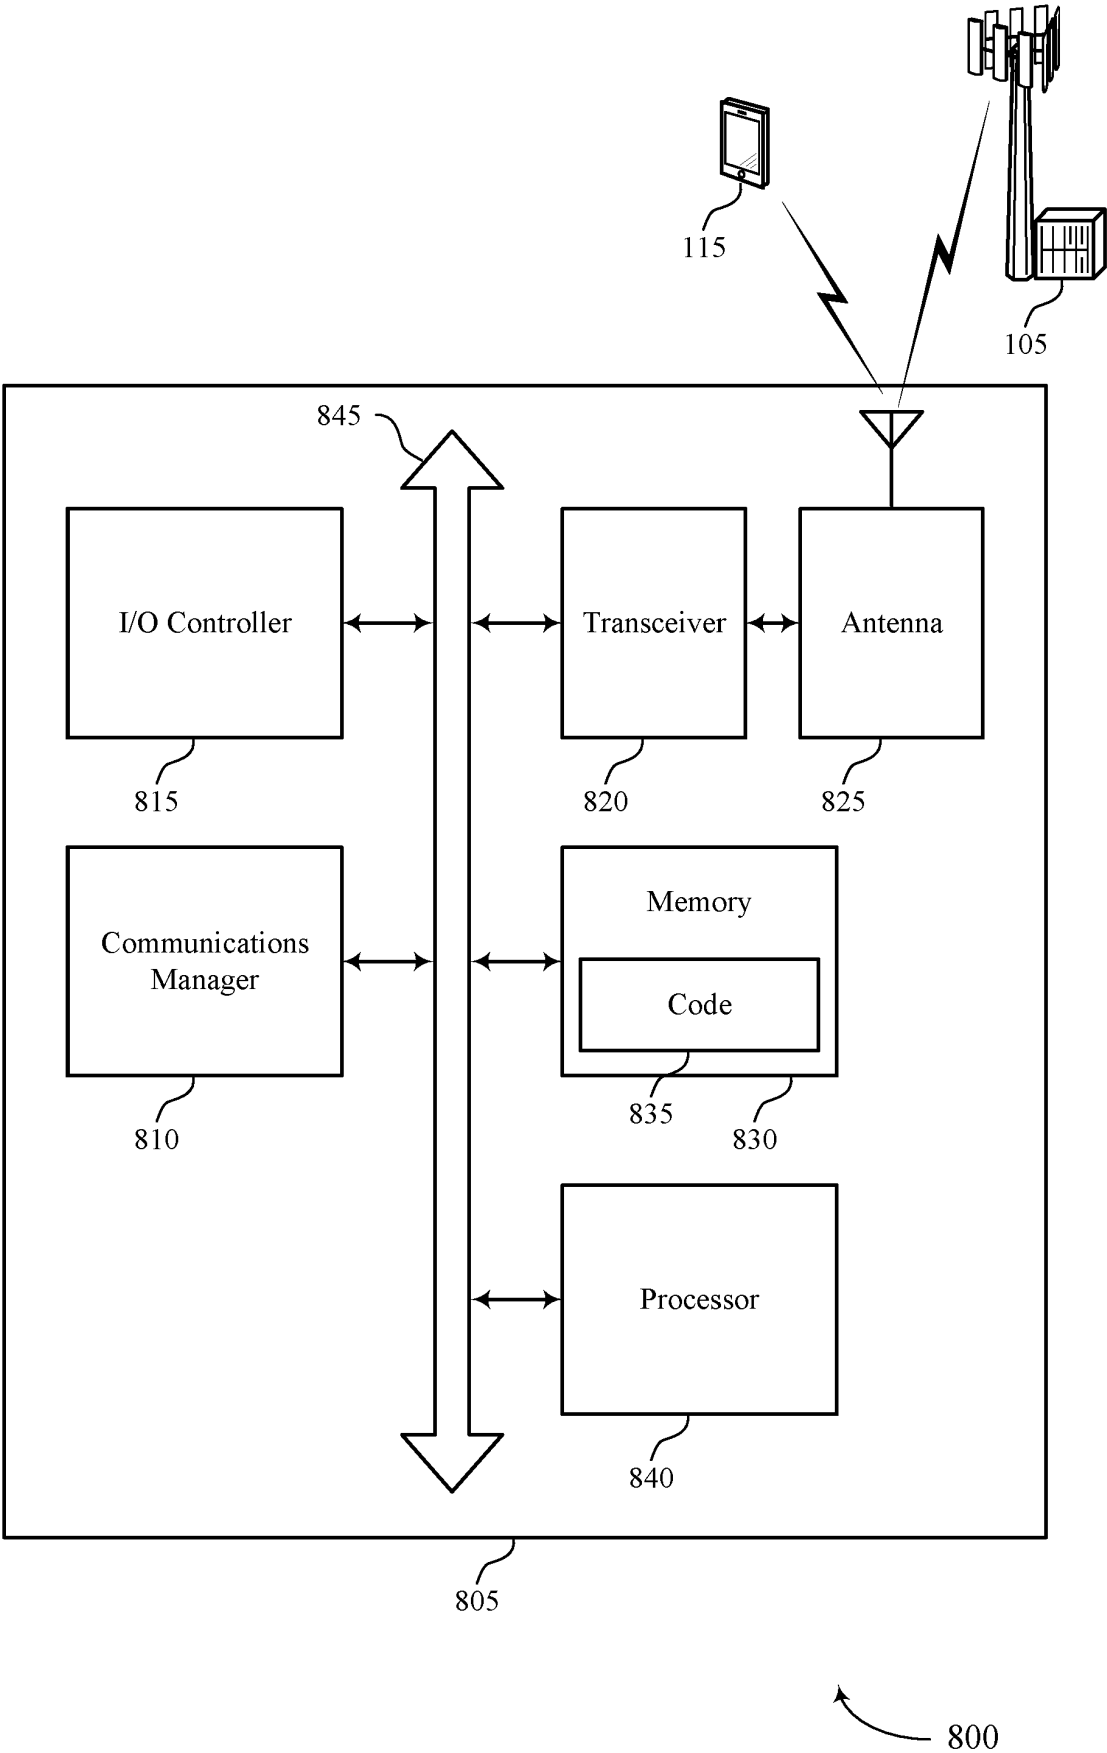 115
105
845
I/O Controller
Transceiver
Antenna
815
820
825
Communications
Manager
Memory
Code
810
835
830
Processor
840
805
800